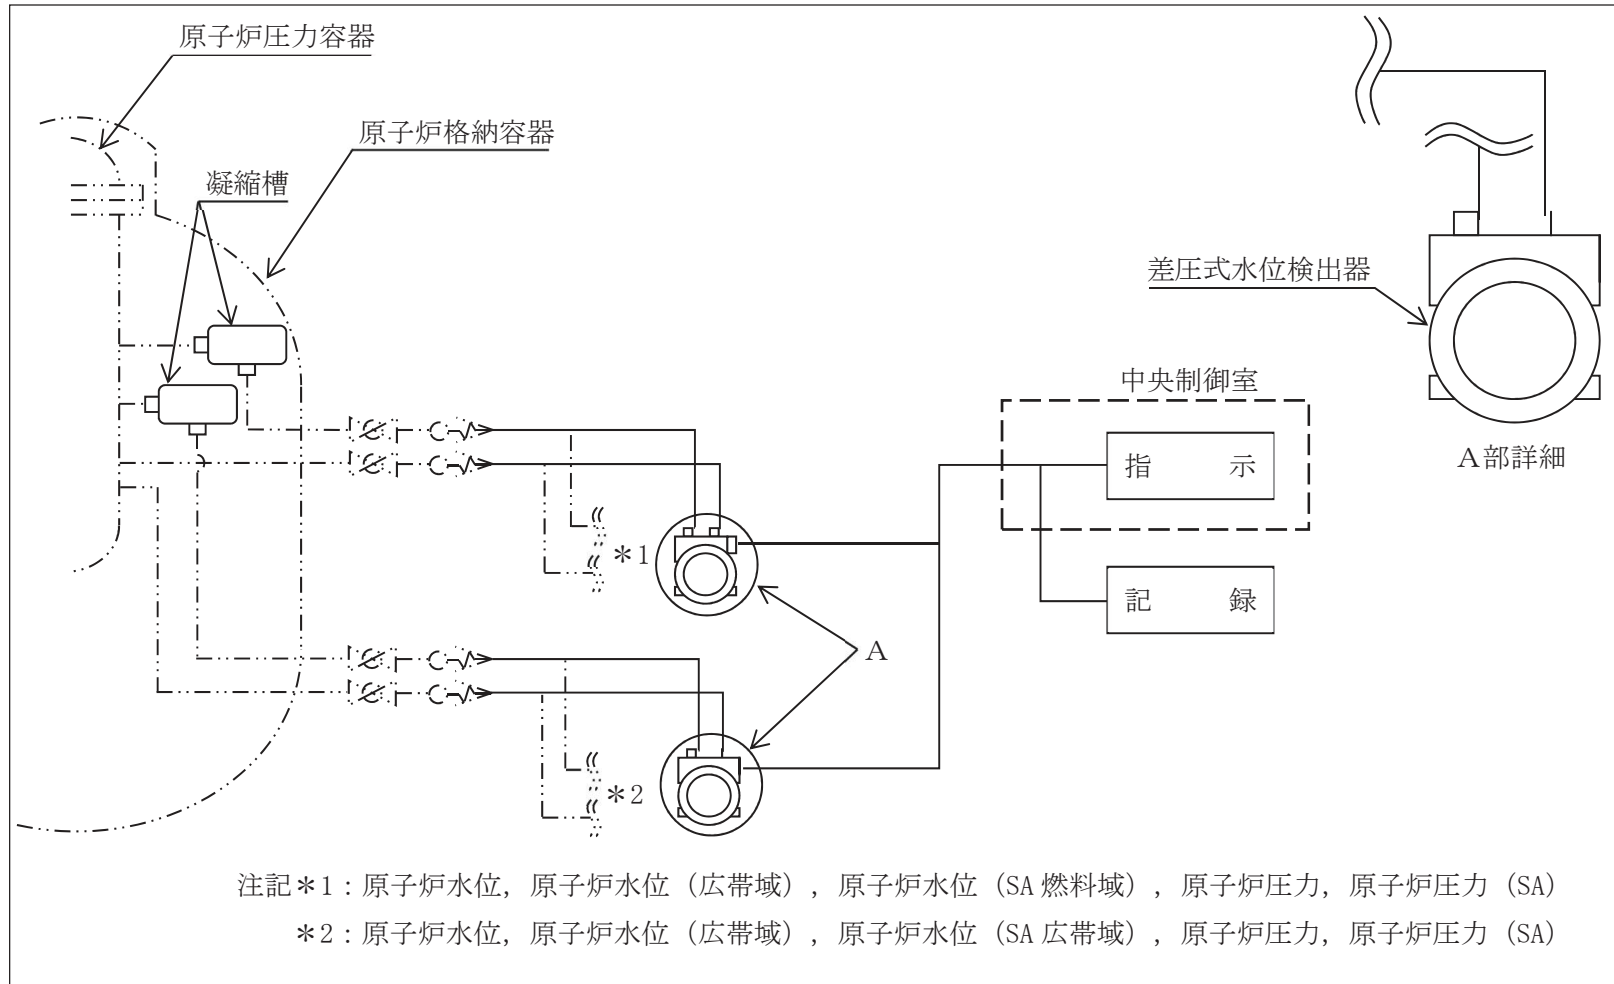 原子炉圧力容器
原子炉格納容器
凝縮槽
差圧式水位検出器
中央制御室
A部詳細
指 示
＊1
記 録
A
＊2
注記＊1：原子炉水位，原子炉水位（広帯域），原子炉水位（SA 燃料域），原子炉圧力，原子炉圧力（SA）
＊2：原子炉水位，原子炉水位（広帯域），原子炉水位（SA 広帯域），原子炉圧力，原子炉圧力（SA）